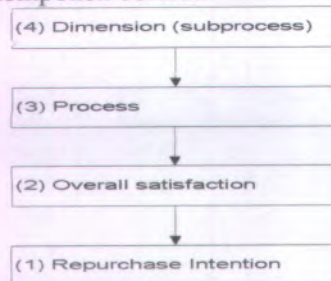 (4) Dimension (subprocess)
(3) Process
(2) Overall satisfaction
(1) Repurchase Intention